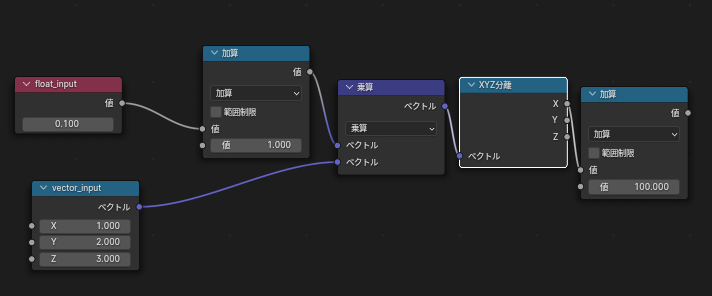 float_input
値
0.100
vector_input
ベクトル
X 1.000
Y 2.000
Z 3.000
加算
値
加算
範囲制限
値
値 1.000
乗算
ベクトル
乗算
ベクトル
ベクトル
XYZ分離
X
Y
Z
ベクトル
加算
値
加算
範囲制限
値
値 100.000